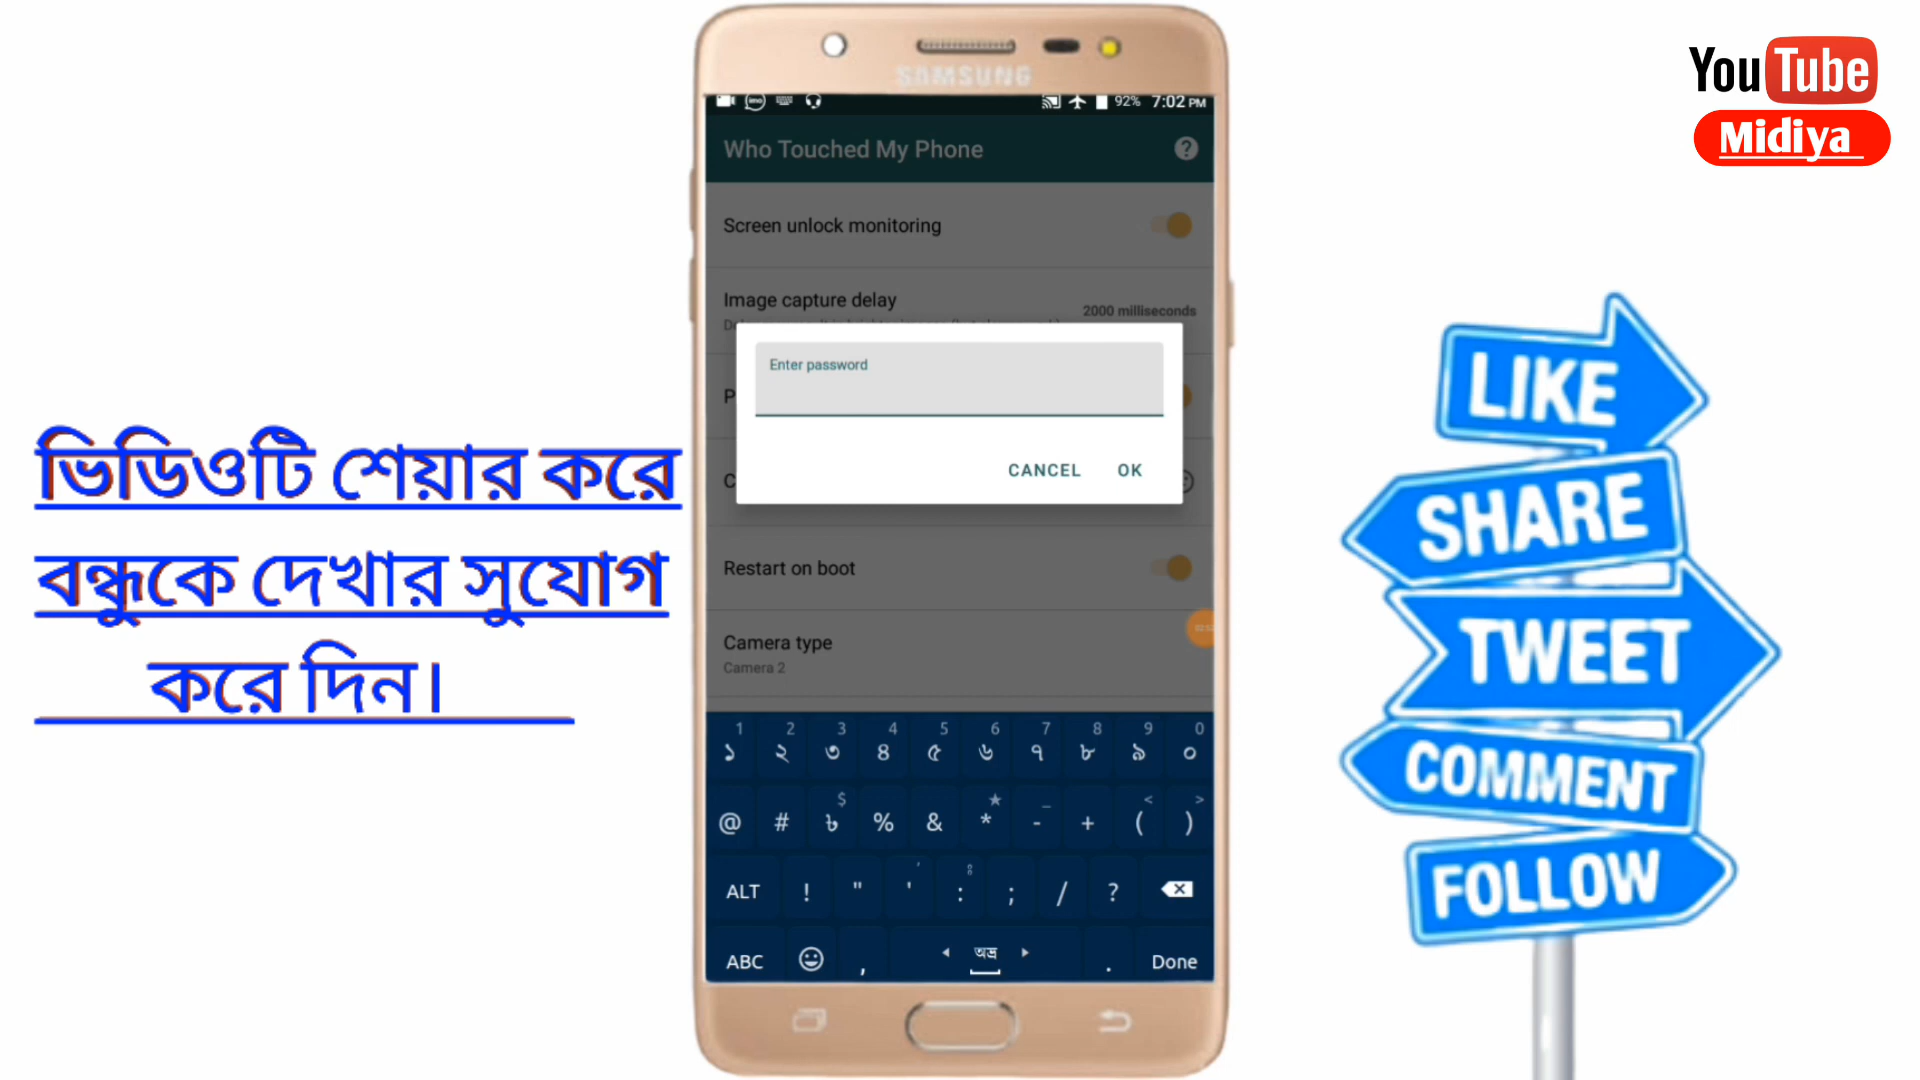 YouTube
Midiya
ভিডিওটি শেয়ার করে
বন্ধুকে দেখার সুযোগ
করে দিন।
SAMSUNG
92% 7:02 PM
Who Touched My Phone
Screen unlock monitoring
Image capture delay
2000 milliseconds
Enter password
CANCEL OK
Restart on boot
Camera type
Camera 2
1 2 3 4 5 6 7 8 9 0
১ ২ ৩ ৪ ৫ ৬ ৭ ৮ ৯ ০
$ ★ _ < >
@ # ৳ % & * - + ( )
ALT ! " ' : ; / ?
ABC , অভ্র . Done
LIKE
SHARE
TWEET
COMMENT
FOLLOW